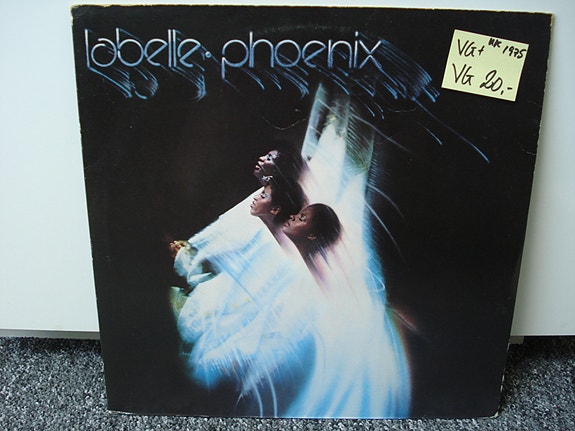 labelle · phoenix
VG+ UK 1975
VG 20,-